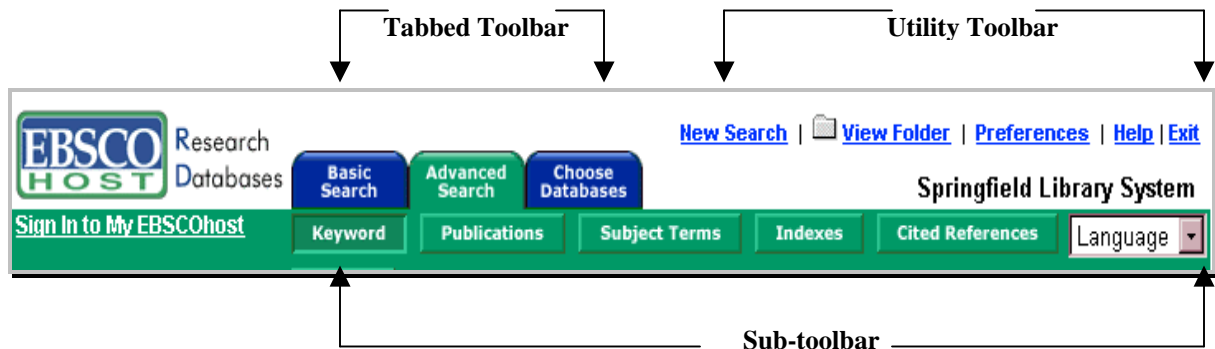 Tabbed Toolbar
Utility Toolbar
EBSCO
HOST
Research
Databases
Basic
Search
Advanced
Search
Choose
Databases
New Search | View Folder | Preferences | Help | Exit
Springfield Library System
Sign In to My EBSCOhost
Keyword
Publications
Subject Terms
Indexes
Cited References
Language
Sub-toolbar